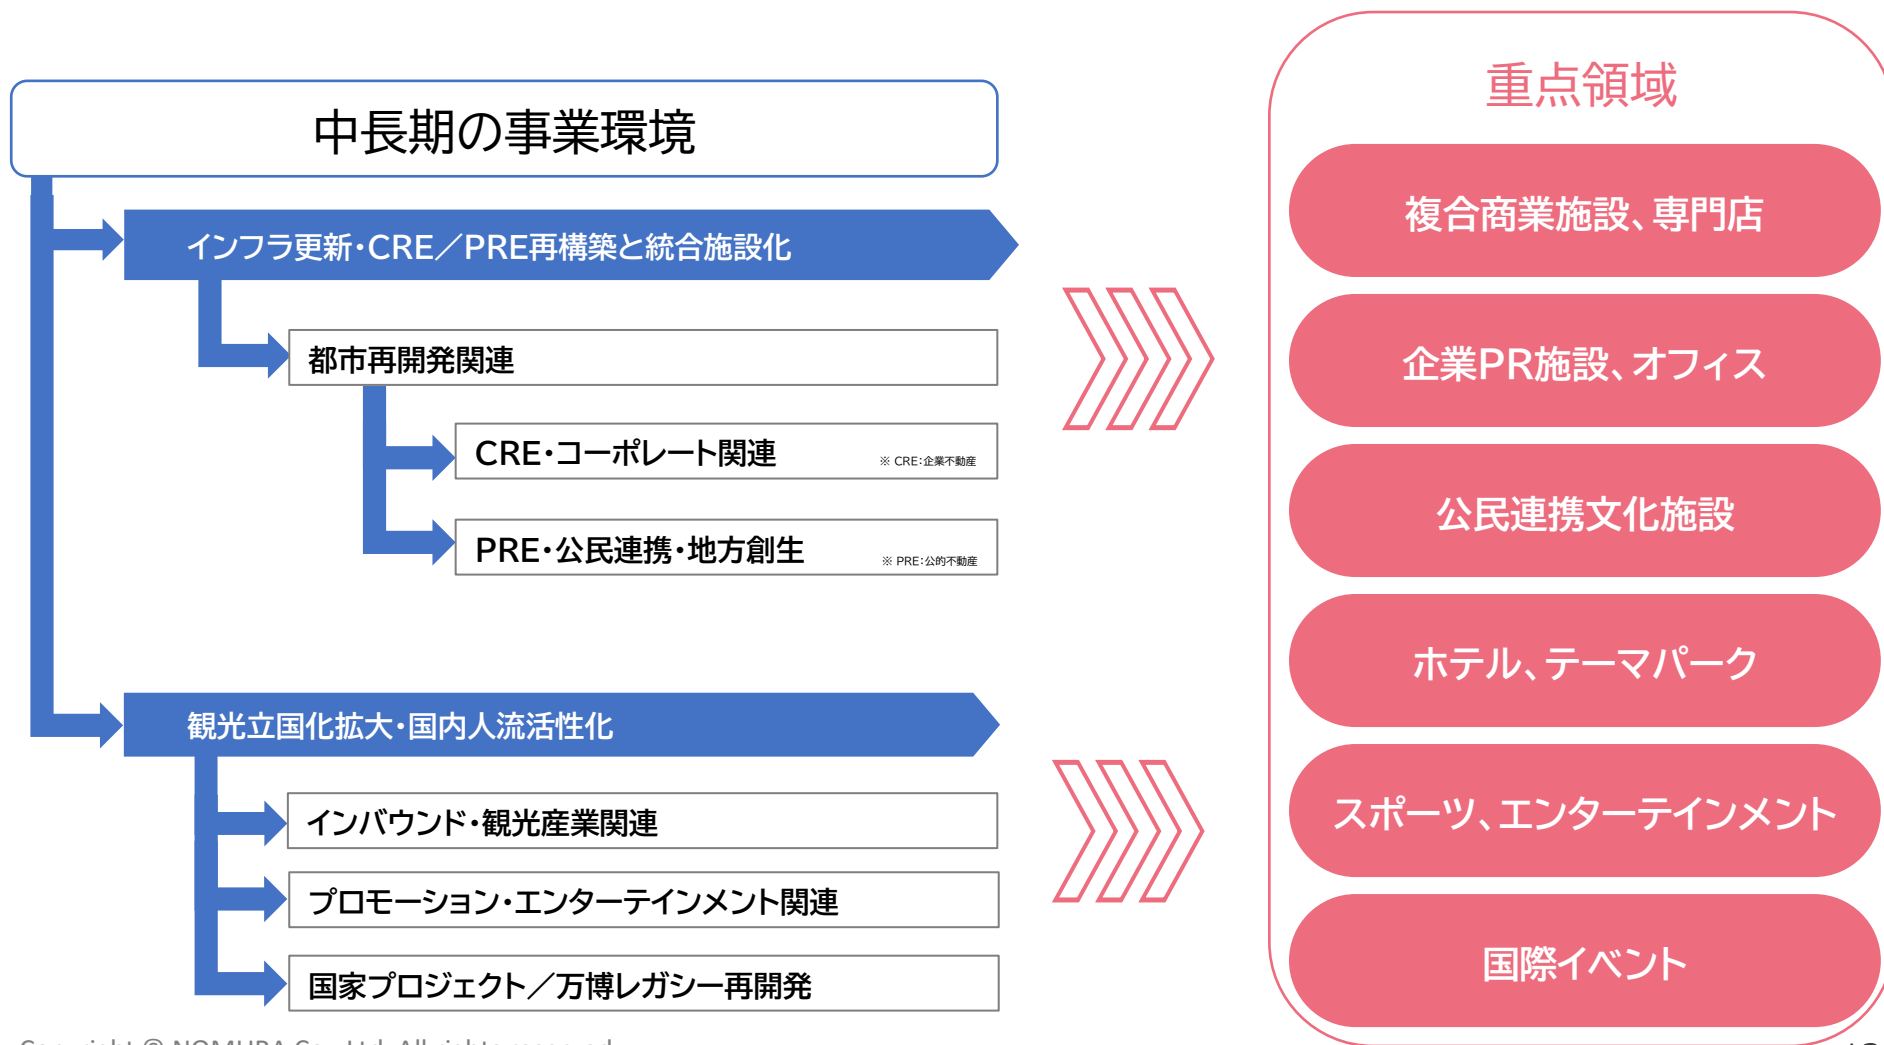 中長期の事業環境
インフラ更新・CRE／PRE再構築と統合施設化
都市再開発関連
CRE・コーポレート関連 ※ CRE：企業不動産
PRE・公民連携・地方創生 ※ PRE：公的不動産
観光立国化拡大・国内人流活性化
インバウンド・観光産業関連
プロモーション・エンターテインメント関連
国家プロジェクト／万博レガシー再開発
重点領域
複合商業施設、専門店
企業PR施設、オフィス
公民連携文化施設
ホテル、テーマパーク
スポーツ、エンターテインメント
国際イベント
Copyright © NOMURA Co., Ltd. All rights reserved.